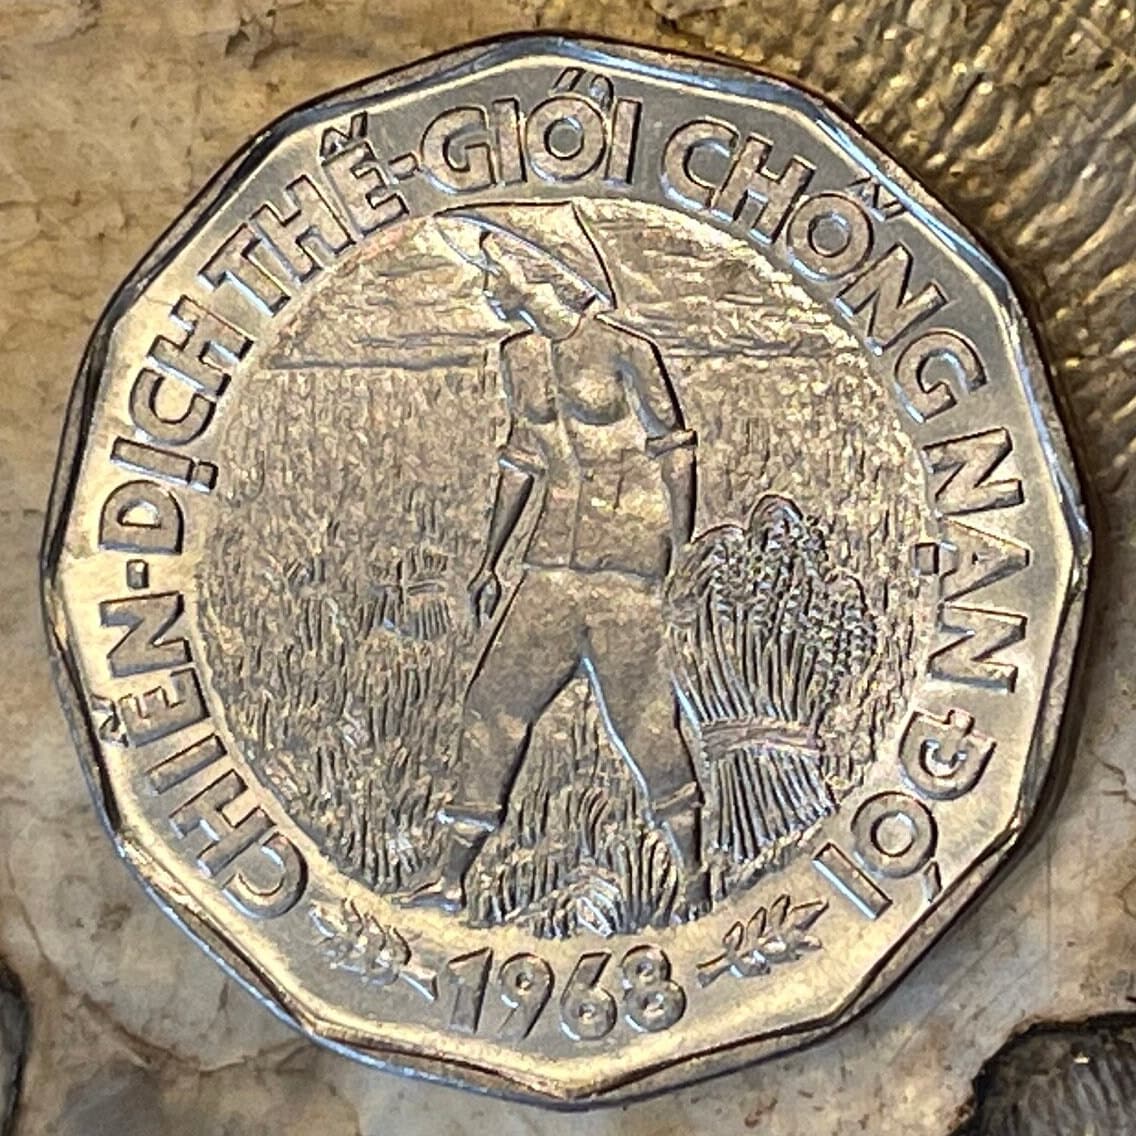 CHIẾN-DỊCH THẾ-GIỚI CHỐNG NẠN ĐÓI
1968